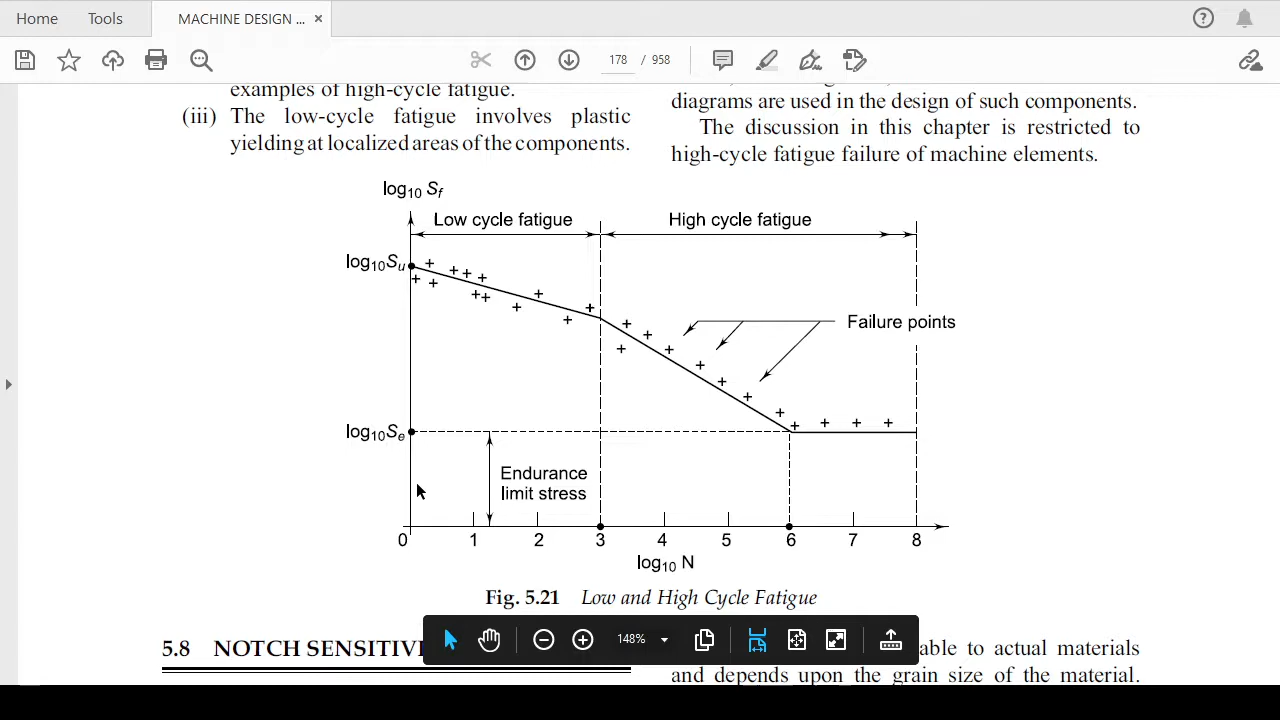 Home Tools MACHINE DESIGN ... ×
178 / 958
examples of high-cycle fatigue.
(iii) The low-cycle fatigue involves plastic
yielding at localized areas of the components.
diagrams are used in the design of such components.
The discussion in this chapter is restricted to
high-cycle fatigue failure of machine elements.
log10 Sf
Low cycle fatigue
High cycle fatigue
log10Su
Failure points
log10Se
Endurance
limit stress
0 1 2 3 4 5 6 7 8
log10 N
Fig. 5.21 Low and High Cycle Fatigue
148%
5.8 NOTCH SENSITIVI
able to actual materials
and depends upon the grain size of the material.